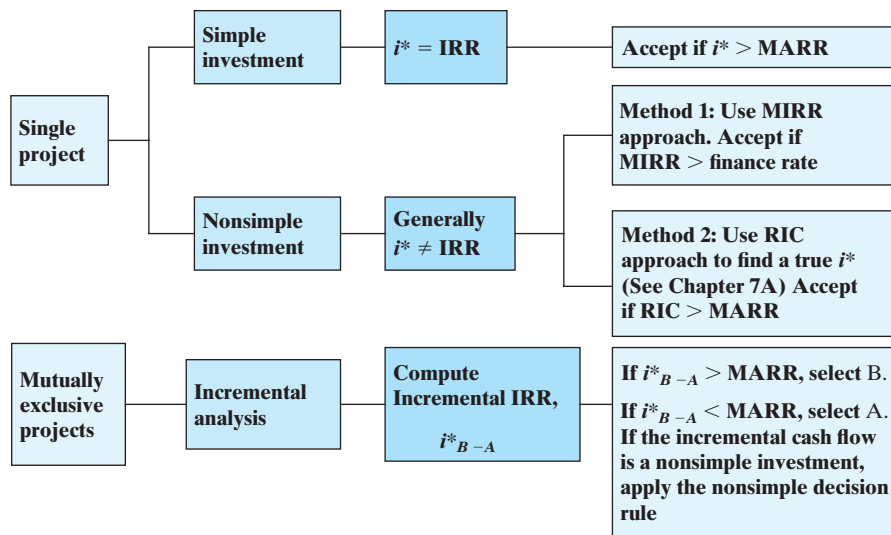 Single
project
Simple
investment
i* = IRR
Accept if i* > MARR
Nonsimple
investment
Generally
i* ≠ IRR
Method 1: Use MIRR
approach. Accept if
MIRR > finance rate
Method 2: Use RIC
approach to find a true i*
(See Chapter 7A) Accept
if RIC > MARR
Mutually
exclusive
projects
Incremental
analysis
Compute
Incremental IRR,
i*B−A
If i*B−A > MARR, select B.
If i*B−A < MARR, select A.
If the incremental cash flow
is a nonsimple investment,
apply the nonsimple decision
rule